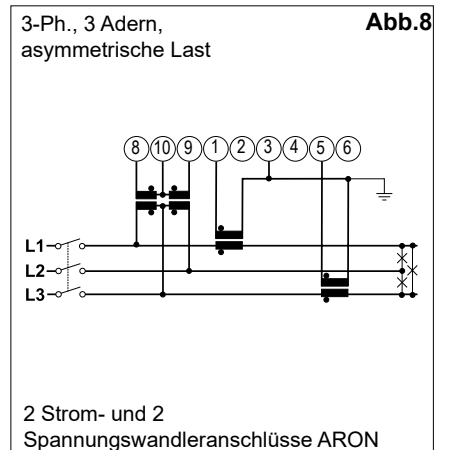 3-Ph., 3 Adern,
Abb.8
asymmetrische Last
8 10 9 1 2 3 4 5 6
L1
L2
L3
2 Strom- und 2
Spannungswandleranschlüsse ARON